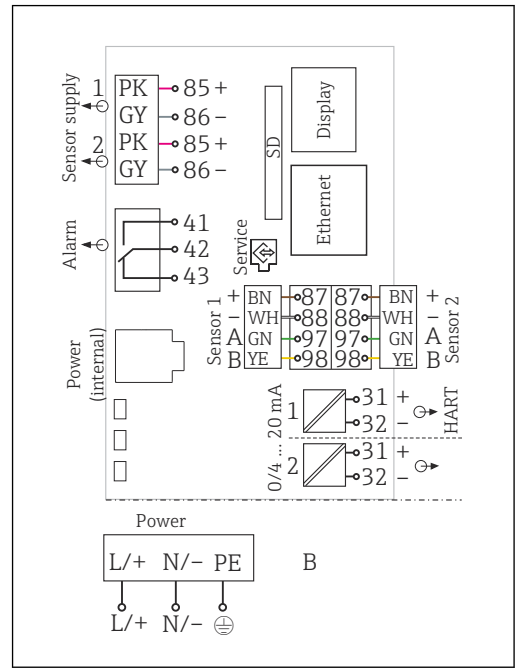 Sensor supply
1 PK 85 +
GY 86 –
2 PK 85 +
GY 86 –
SD
Display
Ethernet
Alarm
41
42
43
Service
Power
(internal)
Sensor 1
+ BN 87 87 BN +
– WH 88 88 WH –
A GN 97 97 GN A
B YE 98 98 YE B
Sensor 2
0/4 ... 20 mA
1 31 +
32 –
HART
2 31 +
32 –
Power
L/+ N/– PE
B
L/+ N/–